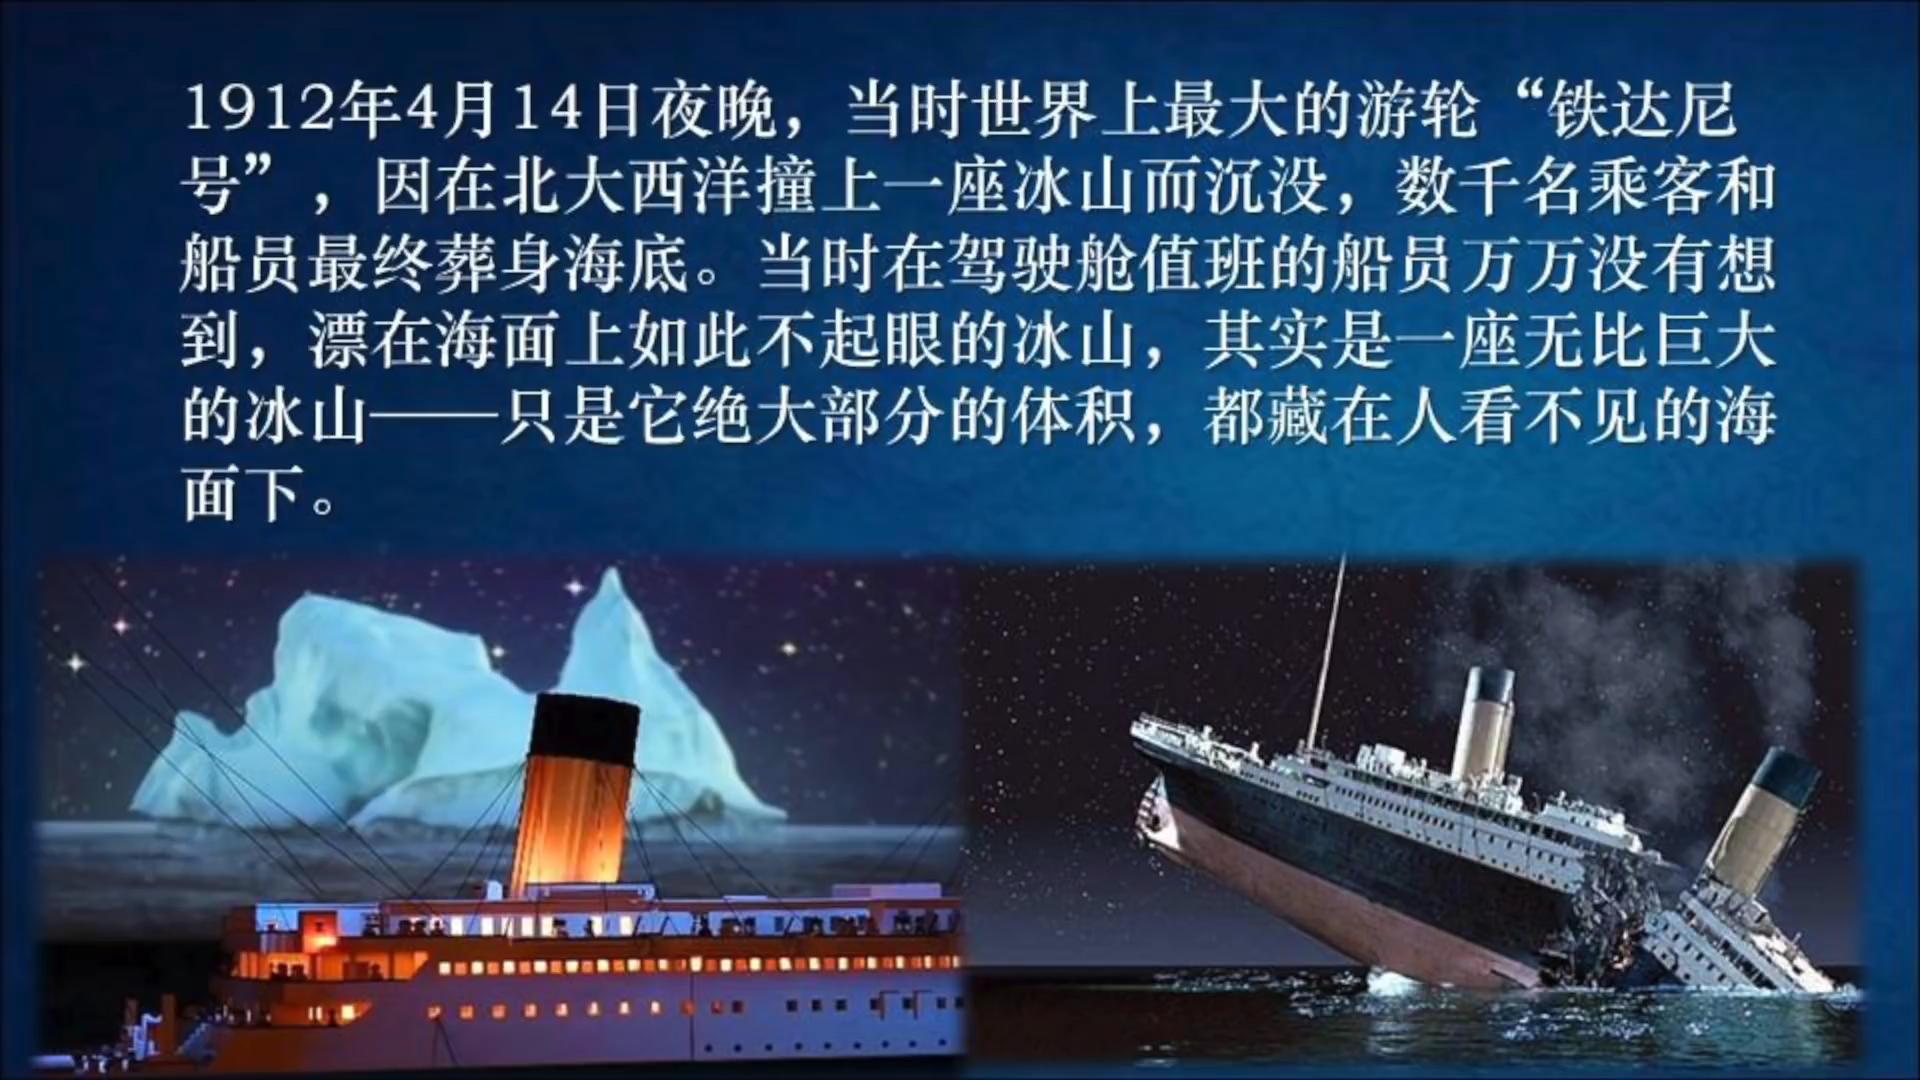 1912年4月14日夜晚，当时世界上最大的游轮“铁达尼
号”，因在北大西洋撞上一座冰山而沉没，数千名乘客和
船员最终葬身海底。当时在驾驶舱值班的船员万万没有想
到，漂在海面上如此不起眼的冰山，其实是一座无比巨大
的冰山——只是它绝大部分的体积，都藏在人看不见的海
面下。